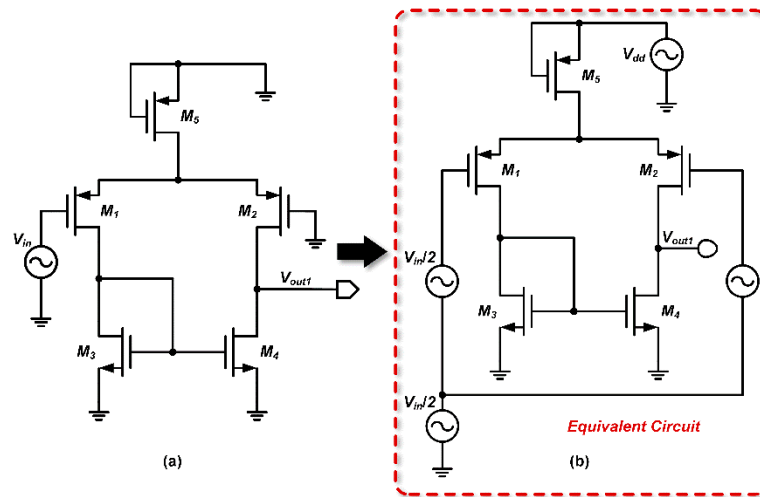 M5
M1
M2
Vin
Vout1
M3
M4
(a)
Vdd
M5
M1
M2
Vin/2
Vout1
M3
M4
Vin/2
Equivalent Circuit
(b)